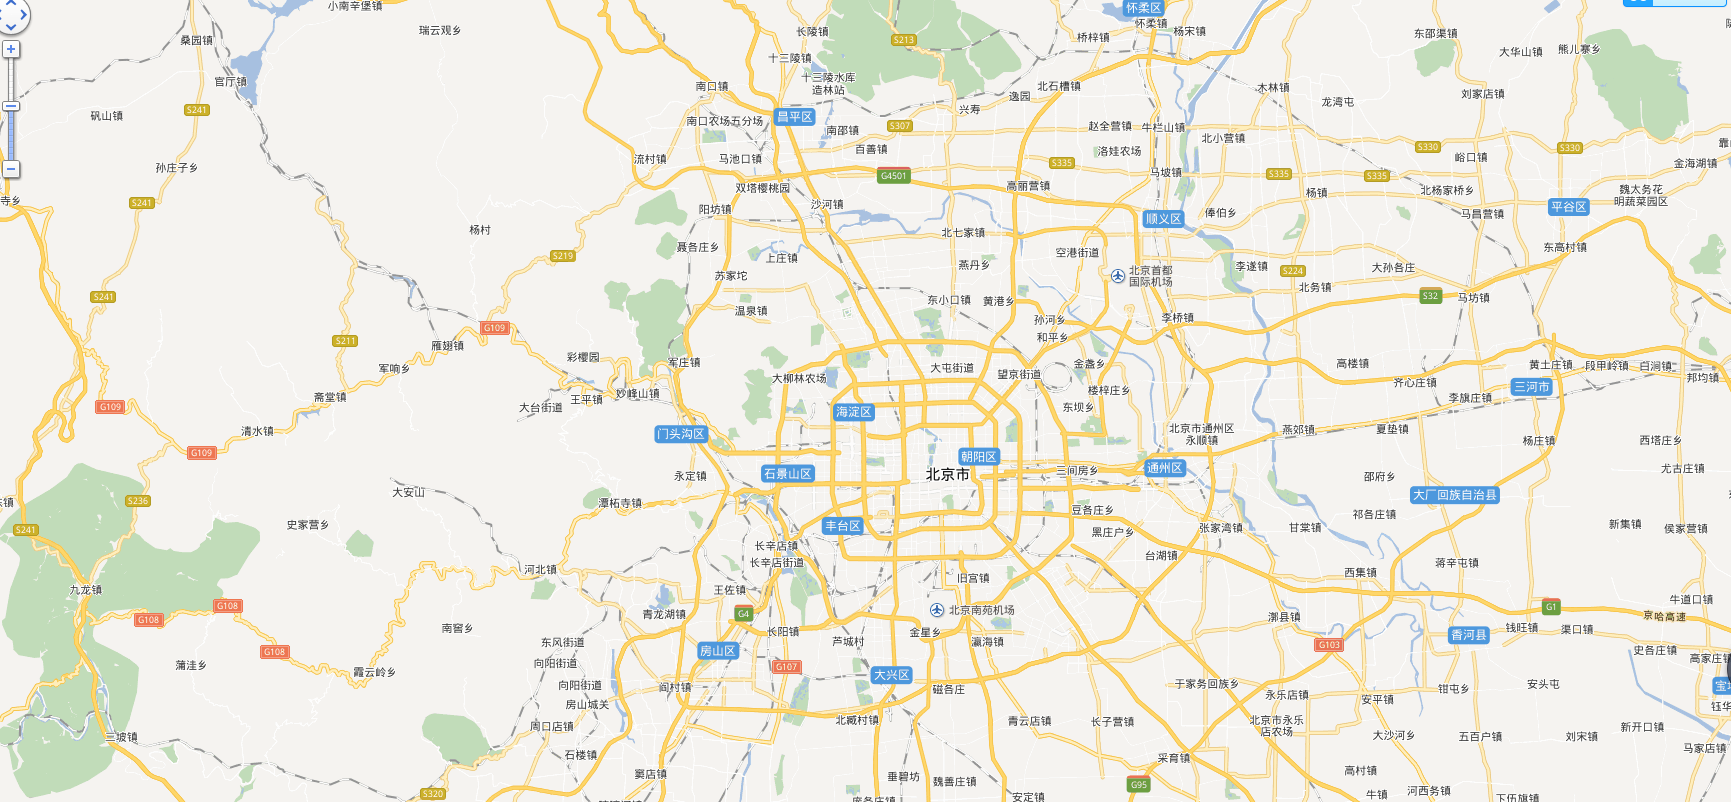 小南辛堡镇
怀柔区
瑞云观乡
长陵镇
S213
桥梓镇
怀柔镇
杨宋镇
东邵渠镇
桑园镇
大华山镇
熊儿寨乡
十三陵镇
官厅镇
十三陵水库
造林站
南口镇
逸园
北石槽镇
木林镇
刘家店镇
龙湾屯
S241
矾山镇
兴寿
昌平区
南口农场五分场
南邵镇
S307
赵全营镇
牛栏山镇
北小营镇
S330
S330
百善镇
洛娃农场
峪口镇
流村镇
马池口镇
S335
金海湖镇
孙庄子乡
G4501
马坡镇
S335
S335
双塔樱桃园
高丽营镇
杨镇
北杨家桥乡
魏太务花
明蔬菜园区
S241
沙河镇
阳坊镇
顺义区
俸伯乡
马昌营镇
平谷区
杨村
北七家镇
聂各庄乡
东高村镇
S219
上庄镇
空港街道
燕丹乡
李遂镇
大孙各庄
苏家坨
北京首都
国际机场
S224
北务镇
S241
东小口镇
黄港乡
S32
马坊镇
温泉镇
孙河乡
李桥镇
G109
和平乡
S211
雁翅镇
彩樱园
军庄镇
军响乡
大屯街道
望京街道
金盏乡
高楼镇
黄土庄镇
段甲岭镇
白涧镇
邦均镇
大柳林农场
楼梓庄乡
齐心庄镇
三河市
斋堂镇
妙峰山镇
王平镇
大台街道
东坝乡
李旗庄镇
G109
海淀区
清水镇
门头沟区
北京市通州区
永顺镇
燕郊镇
夏垫镇
杨庄镇
西塔庄乡
G109
朝阳区
石景山区
北京市
三间房乡
通州区
永定镇
邵府乡
尤古庄镇
大安山
大厂回族自治县
S236
潭柘寺镇
豆各庄乡
祁各庄镇
史家营乡
丰台区
黑庄户乡
张家湾镇
甘棠镇
新集镇
侯家营镇
S241
长辛店镇
长辛店街道
台湖镇
蒋辛屯镇
河北镇
旧宫镇
西集镇
九龙镇
王佐镇
牛道口镇
G108
青龙湖镇
G4
北京南苑机场
G1
京哈高速
G108
漷县镇
南窖乡
长阳镇
金星乡
香河县
钱旺镇
渠口镇
东风街道
芦城村
瀛海镇
G103
G108
房山区
史各庄镇
高家庄镇
蒲洼乡
向阳街道
G107
霞云岭乡
大兴区
向阳街道
阎村镇
磁各庄
于家务回族乡
钳屯乡
安头屯
房山城关
永乐店镇
安平镇
周口店镇
北臧村镇
青云店镇
长子营镇
北京市永乐
店农场
新开口镇
三坡镇
大沙河乡
五百户镇
刘宋镇
马家店镇
石楼镇
采育镇
窦店镇
垂碧坊
魏善庄镇
高村镇
G95
S320
安定镇
牛镇
河西务镇
下伍旗镇